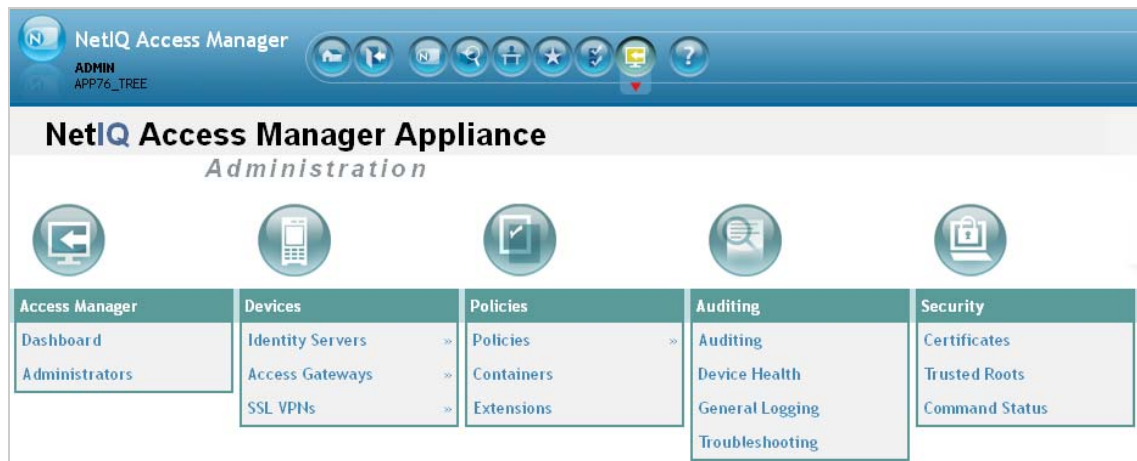 NetIQ Access Manager
ADMIN
APP76_TREE
N
?
NetIQ Access Manager Appliance
Administration
Access Manager
Dashboard
Administrators
Devices
Identity Servers »
Access Gateways »
SSL VPNs »
Policies
Policies »
Containers
Extensions
Auditing
Auditing
Device Health
General Logging
Troubleshooting
Security
Certificates
Trusted Roots
Command Status